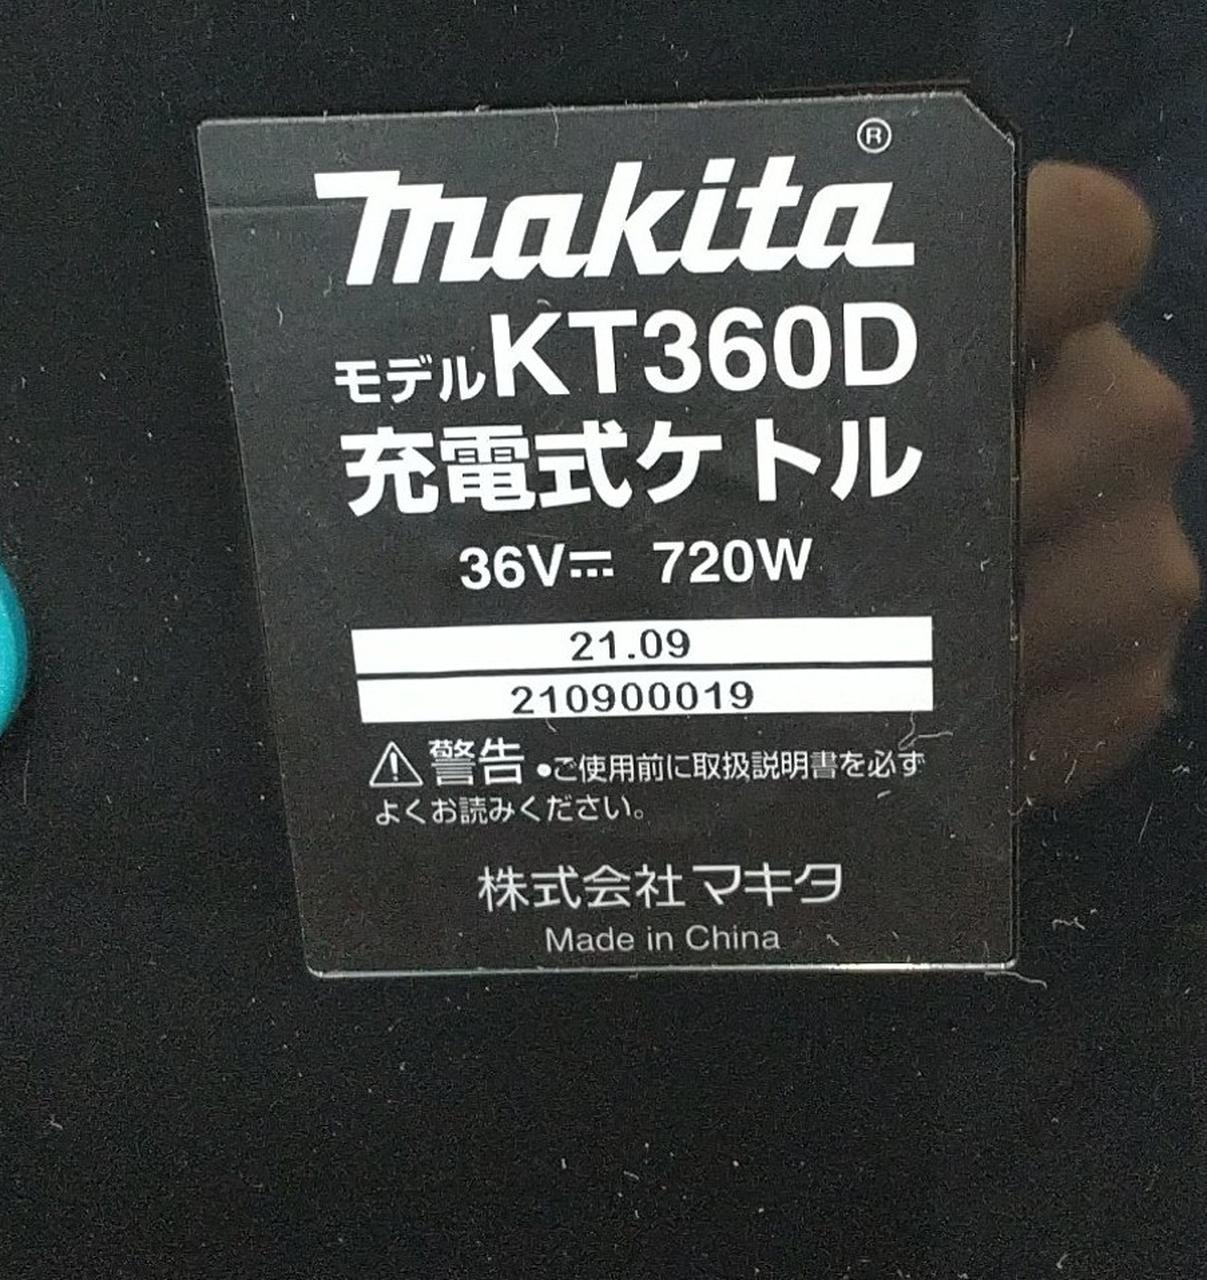 makita®
モデルKT360D
充電式ケトル
36V⎓ 720W
21.09
210900019
⚠警告 •ご使用前に取扱説明書を必ず
よくお読みください。
株式会社マキタ
Made in China